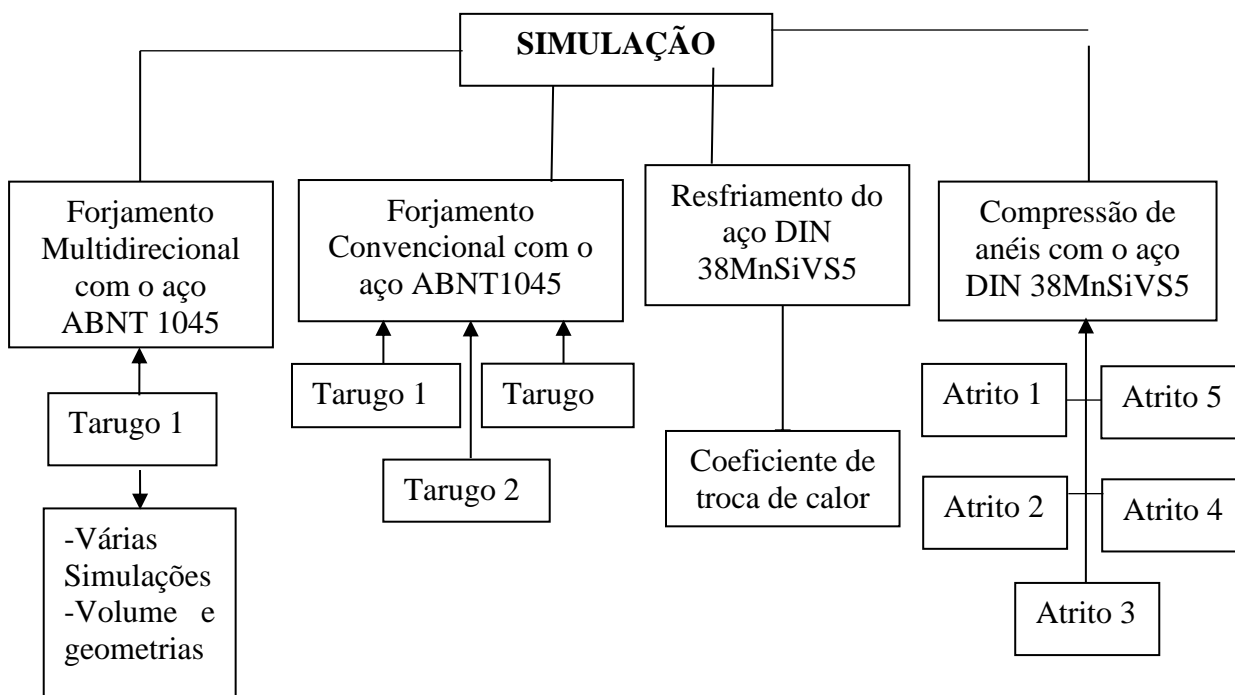 SIMULAÇÃO
Forjamento
Multidirecional
com o aço
ABNT 1045
Forjamento
Convencional com o
aço ABNT1045
Resfriamento do
aço DIN
38MnSiVS5
Compressão de
anéis com o aço
DIN 38MnSiVS5
Tarugo 1
Tarugo 1
Tarugo
Tarugo 2
Coeficiente de
troca de calor
Atrito 1
Atrito 5
Atrito 2
Atrito 4
Atrito 3
-Várias
Simulações
-Volume e
geometrias